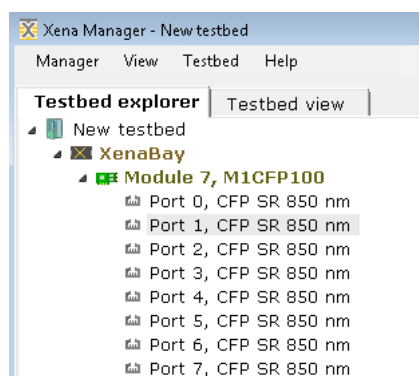 Xena Manager - New testbed
Manager View Testbed Help
Testbed explorer Testbed view
New testbed
XenaBay
Module 7, M1CFP100
Port 0, CFP SR 850 nm
Port 1, CFP SR 850 nm
Port 2, CFP SR 850 nm
Port 3, CFP SR 850 nm
Port 4, CFP SR 850 nm
Port 5, CFP SR 850 nm
Port 6, CFP SR 850 nm
Port 7, CFP SR 850 nm